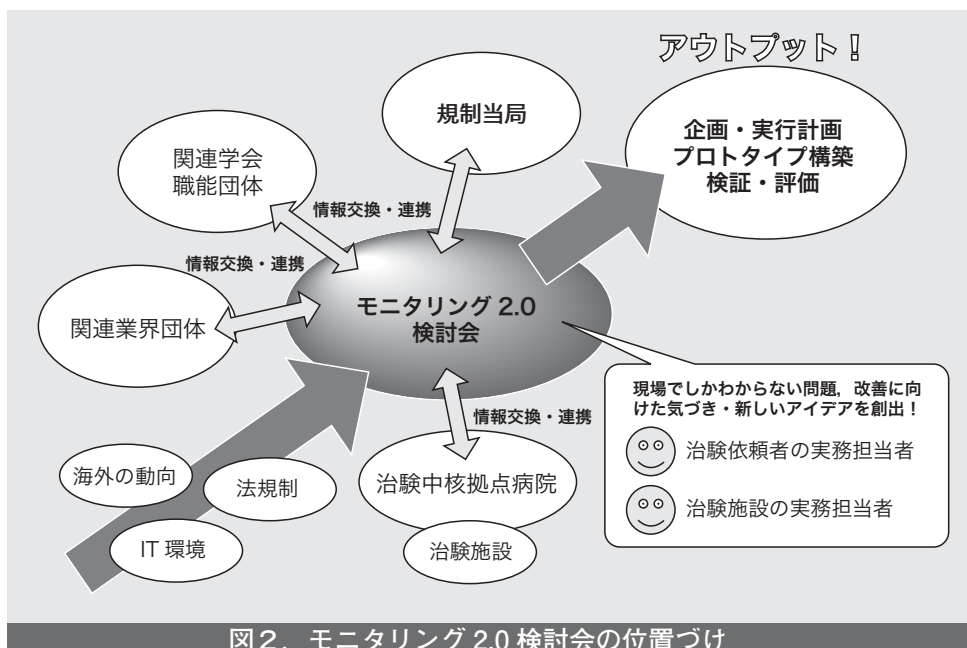 アウトプット！
規制当局
企画・実行計画
プロトタイプ構築
検証・評価
関連学会
職能団体
情報交換・連携
情報交換・連携
関連業界団体
モニタリング 2.0
検討会
現場でしかわからない問題，改善に向
けた気づき・新しいアイデアを創出！
治験依頼者の実務担当者
治験施設の実務担当者
情報交換・連携
海外の動向
法規制
IT 環境
治験中核拠点病院
治験施設
図２．モニタリング 2.0 検討会の位置づけ